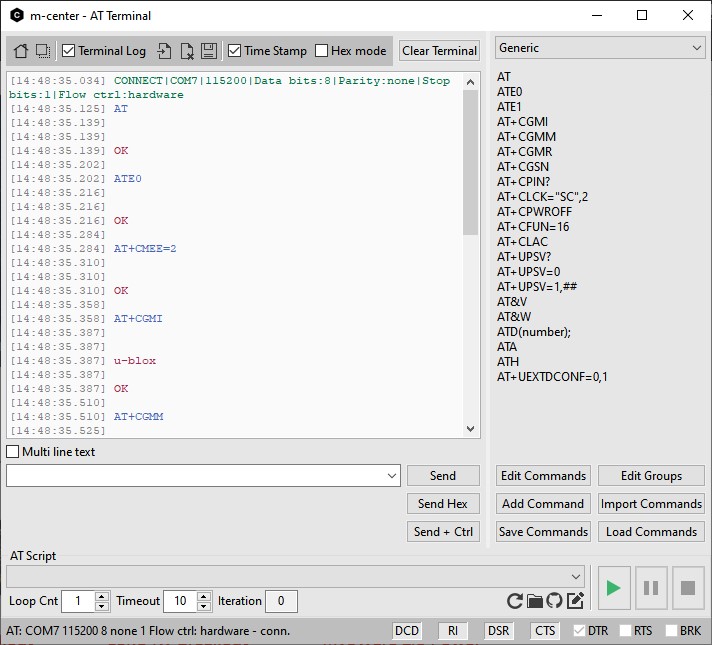 m-center - AT Terminal
Terminal Log
Time Stamp
Hex mode
Clear Terminal
[14:48:35.034] CONNECT|COM7|115200|Data bits:8|Parity:none|Stop
bits:1|Flow ctrl:hardware
[14:48:35.125] AT
[14:48:35.139]
[14:48:35.139]
[14:48:35.139] OK
[14:48:35.202]
[14:48:35.202] ATE0
[14:48:35.216]
[14:48:35.216]
[14:48:35.216] OK
[14:48:35.284]
[14:48:35.284] AT+CMEE=2
[14:48:35.310]
[14:48:35.310]
[14:48:35.310] OK
[14:48:35.358]
[14:48:35.358] AT+CGMI
[14:48:35.387]
[14:48:35.387]
[14:48:35.387] u-blox
[14:48:35.387]
[14:48:35.387] OK
[14:48:35.510]
[14:48:35.510] AT+CGMM
[14:48:35.525]
Generic
AT
ATE0
ATE1
AT+CGMI
AT+CGMM
AT+CGMR
AT+CGSN
AT+CPIN?
AT+CLCK="SC",2
AT+CPWROFF
AT+CFUN=16
AT+CLAC
AT+UPSV?
AT+UPSV=0
AT+UPSV=1,##
AT&V
AT&W
ATD(number);
ATA
ATH
AT+UEXTDCONF=0,1
Multi line text
Send
Send Hex
Send + Ctrl
Edit Commands
Edit Groups
Add Command
Import Commands
Save Commands
Load Commands
AT Script
Loop Cnt 1 Timeout 10 Iteration 0
AT: COM7 115200 8 none 1 Flow ctrl: hardware - conn.
DCD
RI
DSR
CTS
DTR
RTS
BRK